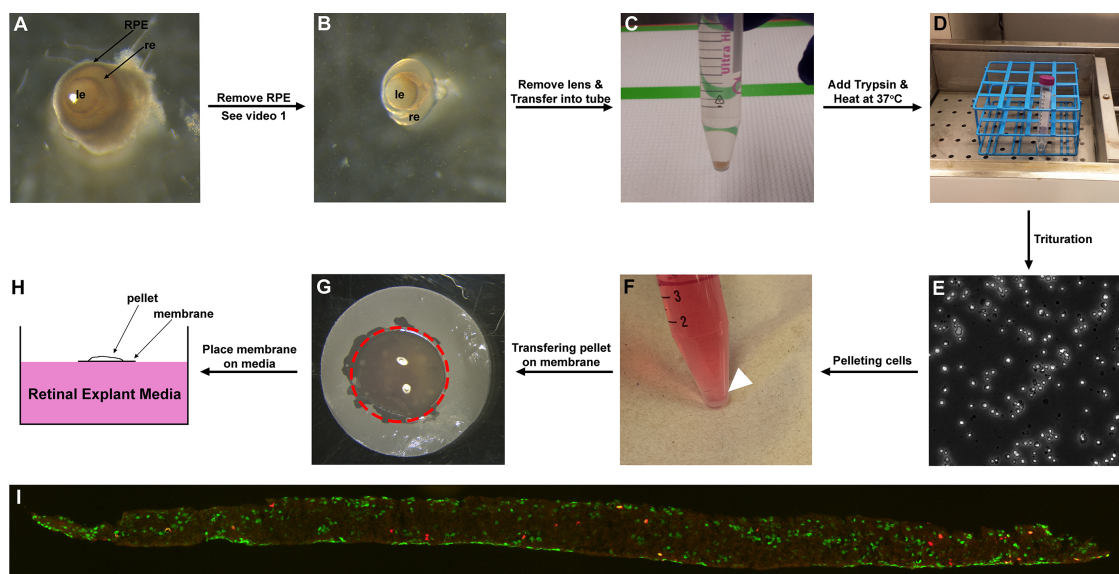 A
RPE
re
le
Remove RPE
See video 1
B
le
re
Remove lens &
Transfer into tube
C
Ultra Hi
Add Trypsin &
Heat at 37°C
D
Trituration
E
Pelleting cells
F
3
2
Transfering pellet
on membrane
G
Place membrane
on media
H
pellet
membrane
Retinal Explant Media
I